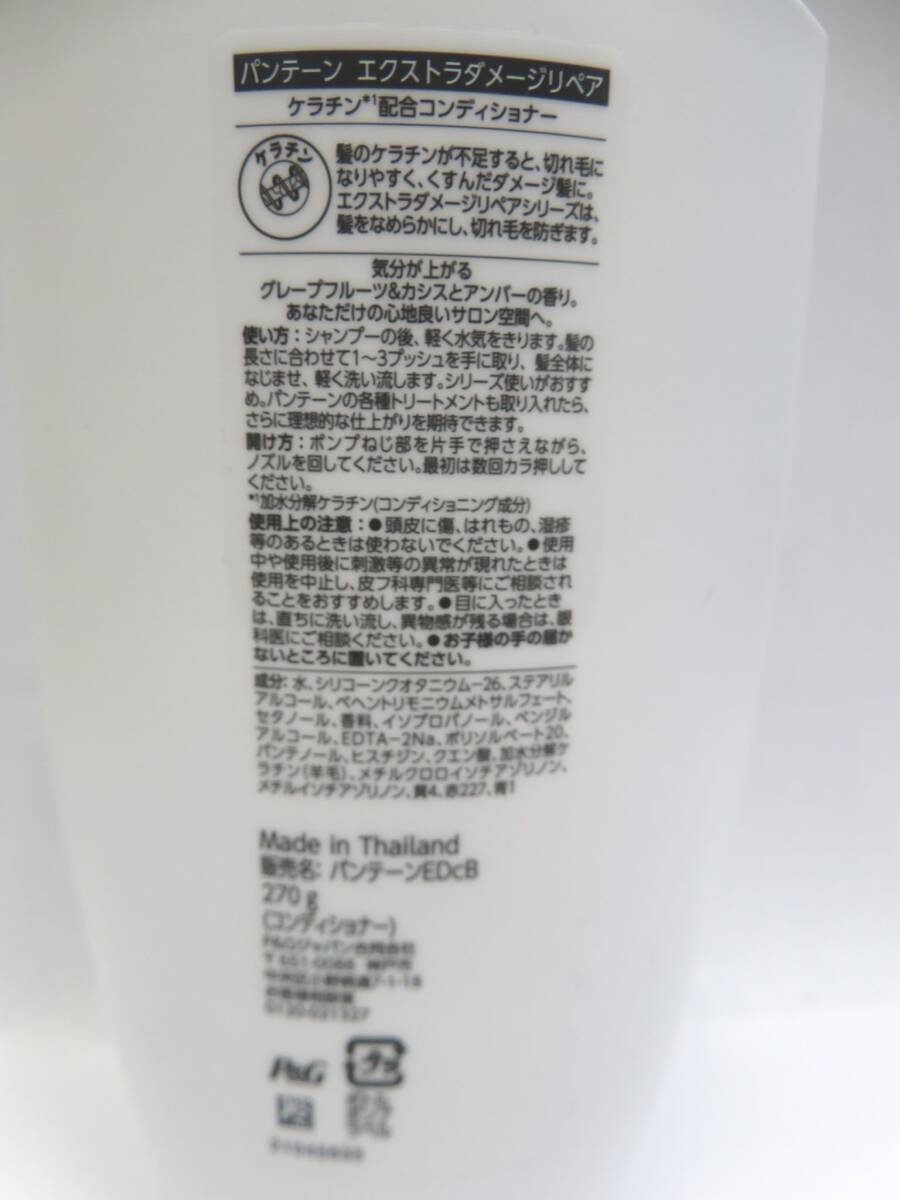 パンテーン エクストラダメージリペア
ケラチン*1配合コンディショナー
ケラチン
髪のケラチンが不足すると、切れ毛に
なりやすく、くすんだダメージ髪に。
エクストラダメージリペアシリーズは、
髪をなめらかにし、切れ毛を防ぎます。
気分が上がる
グレープフルーツ&カシスとアンバーの香り。
あなただけの心地良いサロン空間へ。
使い方：シャンプーの後、軽く水気をきります。髪の
長さに合わせて1〜3プッシュを手に取り、髪全体に
なじませ、軽く洗い流します。シリーズ使いがおすす
め。パンテーンの各種トリートメントも取り入れたら、
さらに理想的な仕上がりを期待できます。
開け方：ポンプねじ部を片手で押さえながら、
ノズルを回してください。最初は数回カラ押しして
ください。
*1加水分解ケラチン(コンディショニング成分)
使用上の注意：●頭皮に傷、はれもの、湿疹
等のあるときは使わないでください。●使用
中や使用後に刺激等の異常が現れたときは
使用を中止し、皮フ科専門医等にご相談され
ることをおすすめします。●目に入ったとき
は、直ちに洗い流し、異物感が残る場合は、眼
科医にご相談ください。●お子様の手の届か
ないところに置いてください。
成分：水、シリコーンクオタニウム−26、ステアリル
アルコール、ベヘントリモニウムメトサルフェート、
セタノール、香料、イソプロパノール、ベンジル
アルコール、EDTA−2Na、ポリソルベート20、
パンテノール、ヒスチジン、クエン酸、加水分解ケ
ラチン(羊毛)、メチルクロロイソチアゾリノン、
メチルイソチアゾリノン、黄4、赤227、青1
Made in Thailand
販売名：パンテーンEDcB
270 g
(コンディショナー)
P&Gジャパン合同会社
〒651-0088 神戸市
中央区小野柄通7-1-18
お客様相談室
0120-021327
P&G
プラ
ボトル